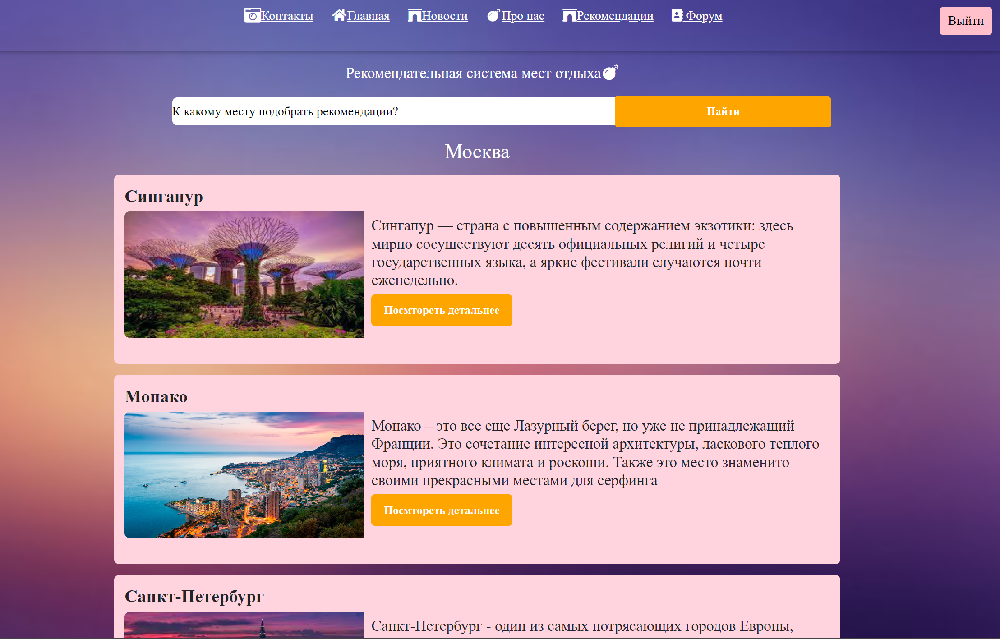 Контакты Главная Новости Про нас Рекомендации Форум Выйти
Рекомендательная система мест отдыха
К какому месту подобрать рекомендации? Найти
Москва
Сингапур
Сингапур — страна с повышенным содержанием экзотики: здесь
мирно сосуществуют десять официальных религий и четыре
государственных языка, а яркие фестивали случаются почти
еженедельно.
Посмтореть детальнее
Монако
Монако – это все еще Лазурный берег, но уже не принадлежащий
Франции. Это сочетание интересной архитектуры, ласкового теплого
моря, приятного климата и роскоши. Также это место знаменито
своими прекрасными местами для серфинга
Посмтореть детальнее
Санкт-Петербург
Санкт-Петербург - один из самых потрясающих городов Европы,